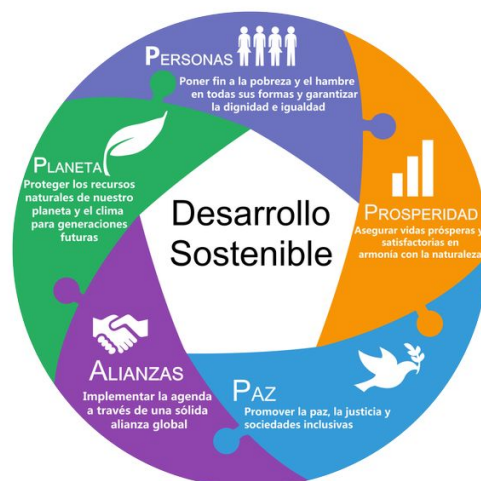 PERSONAS
Poner fin a la pobreza y el hambre
en todas sus formas y garantizar
la dignidad e igualdad
PROSPERIDAD
Asegurar vidas prósperas y
satisfactorias en
armonía con la naturaleza
PAZ
Promover la paz, la justicia y
sociedades inclusivas
ALIANZAS
Implementar la agenda
a través de una sólida
alianza global
PLANETA
Proteger los recursos
naturales de nuestro
planeta y el clima
para generaciones
futuras
Desarrollo
Sostenible